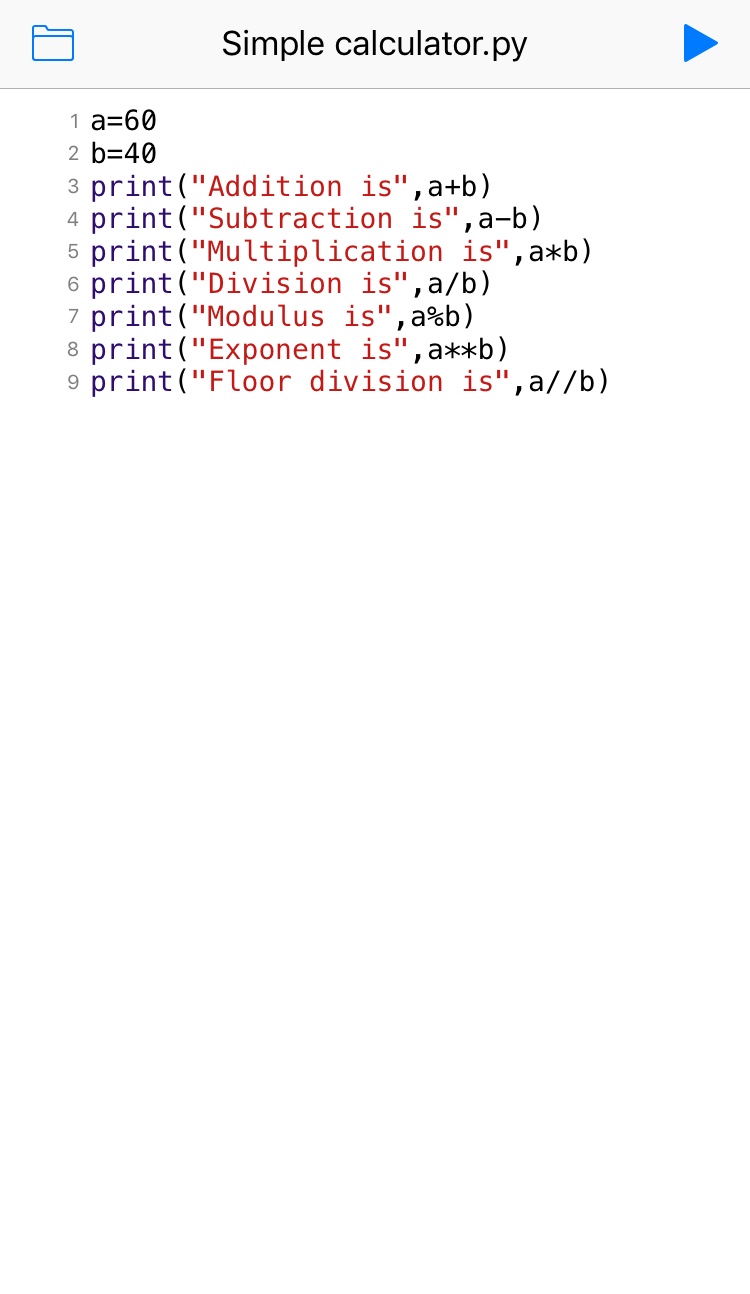 Simple calculator.py
1 a=60
2 b=40
3 print("Addition is",a+b)
4 print("Subtraction is",a-b)
5 print("Multiplication is",a*b)
6 print("Division is",a/b)
7 print("Modulus is",a%b)
8 print("Exponent is",a**b)
9 print("Floor division is",a//b)